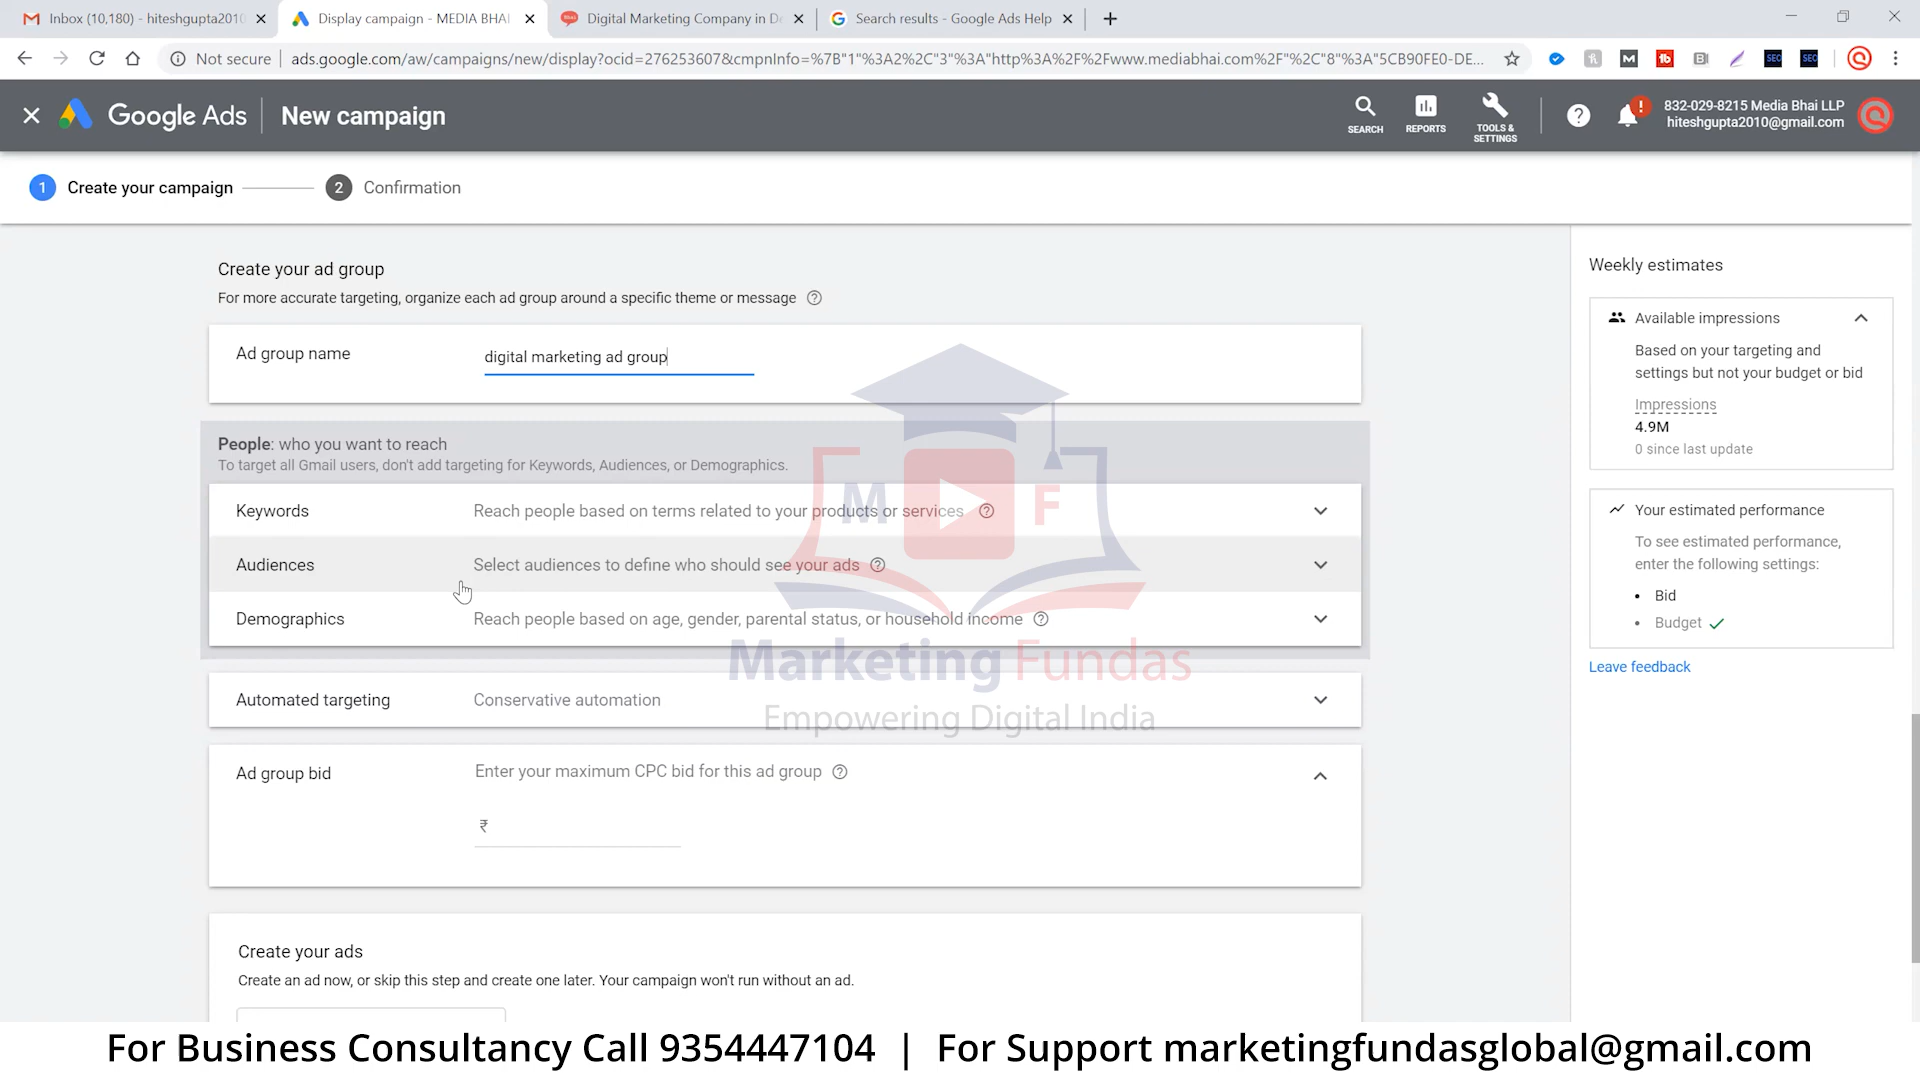 Inbox (10,180) - hiteshgupta2010
Display campaign - MEDIA BHAI
Digital Marketing Company in De
Search results - Google Ads Help
Not secure
ads.google.com/aw/campaigns/new/display?ocid=276253607&cmpnInfo=%7B"1"%3A2%2C"3"%3A"http%3A%2F%2Fwww.mediabhai.com%2F"%2C"8"%3A"5CB90FE0-DE...
Google Ads
New campaign
SEARCH
REPORTS
TOOLS &
SETTINGS
832-029-8215 Media Bhai LLP
hiteshgupta2010@gmail.com
1 Create your campaign
2 Confirmation
Create your ad group
For more accurate targeting, organize each ad group around a specific theme or message
Ad group name
digital marketing ad group
People: who you want to reach
To target all Gmail users, don't add targeting for Keywords, Audiences, or Demographics.
Keywords
Reach people based on terms related to your products or services
Audiences
Select audiences to define who should see your ads
Demographics
Reach people based on age, gender, parental status, or household income
Automated targeting
Conservative automation
Ad group bid
Enter your maximum CPC bid for this ad group
₹
Create your ads
Create an ad now, or skip this step and create one later. Your campaign won't run without an ad.
Weekly estimates
Available impressions
Based on your targeting and
settings but not your budget or bid
Impressions
4.9M
0 since last update
Your estimated performance
To see estimated performance,
enter the following settings:
• Bid
• Budget
Leave feedback
M F
Marketing Fundas
Empowering Digital India
For Business Consultancy Call 9354447104 | For Support marketingfundasglobal@gmail.com